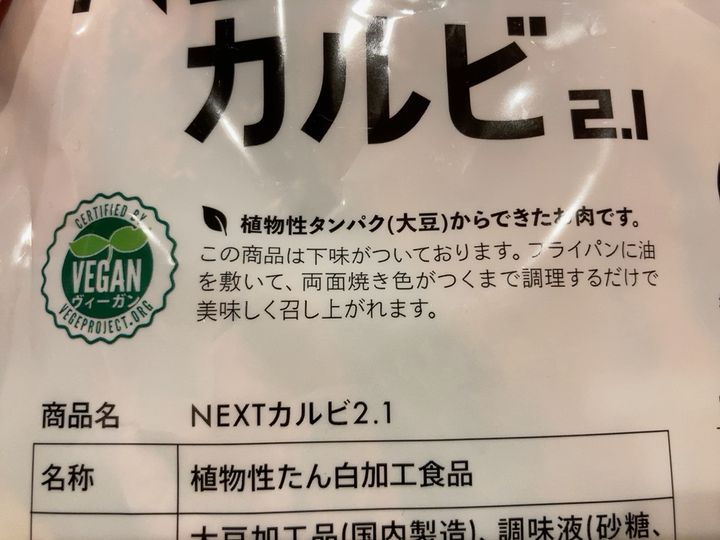 カルビ 2.1
CERTIFIED BY
VEGAN
ヴィーガン
VEGEPROJECT.ORG
植物性タンパク(大豆)からできたお肉です。
この商品は下味がついております。フライパンに油
を敷いて、両面焼き色がつくまで調理するだけで
美味しく召し上がれます。
商品名 NEXTカルビ2.1
名称 植物性たん白加工食品
大豆加工品(国内製造)、調味液(砂糖、